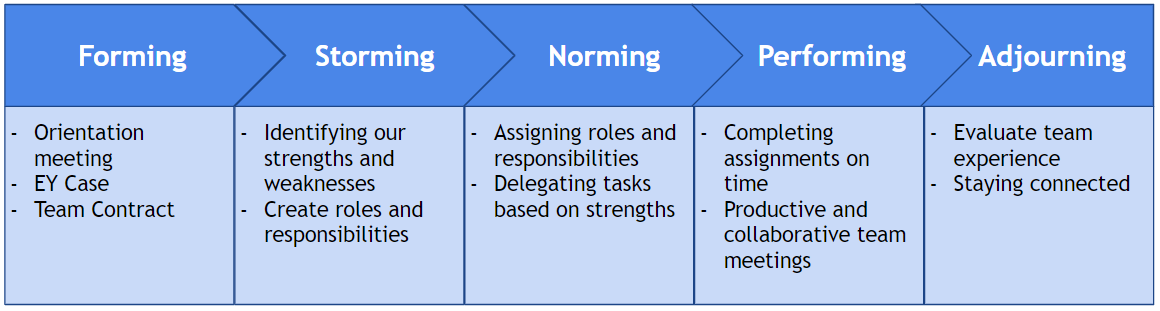 Forming
Storming
Norming
Performing
Adjourning
- Orientation
meeting
- EY Case
- Team Contract
- Identifying our
strengths and
weaknesses
- Create roles and
responsibilities
- Assigning roles and
responsibilities
- Delegating tasks
based on strengths
- Completing
assignments on
time
- Productive and
collaborative team
meetings
- Evaluate team
experience
- Staying connected